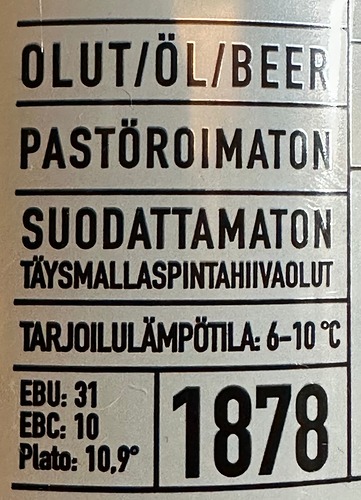 OLUT/ÖL/BEER
PASTÖROIMATON
SUODATTAMATON
TÄYSMALLASPINTAHIIVAOLUT
TARJOILULÄMPÖTILA: 6–10 °C
EBU: 31
EBC: 10
Plato: 10,9°
1878